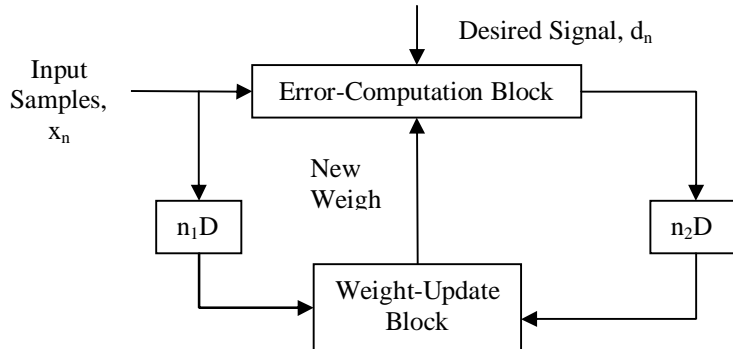 Desired Signal, dₙ
Input
Samples,
xₙ
Error-Computation Block
New
Weigh
n₁D
n₂D
Weight-Update
Block